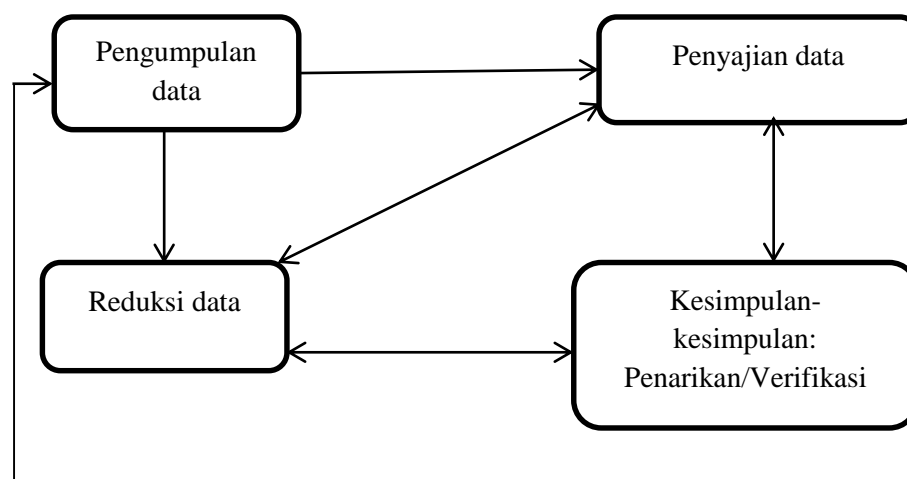 Pengumpulan
data
Penyajian data
Reduksi data
Kesimpulan-
kesimpulan:
Penarikan/Verifikasi